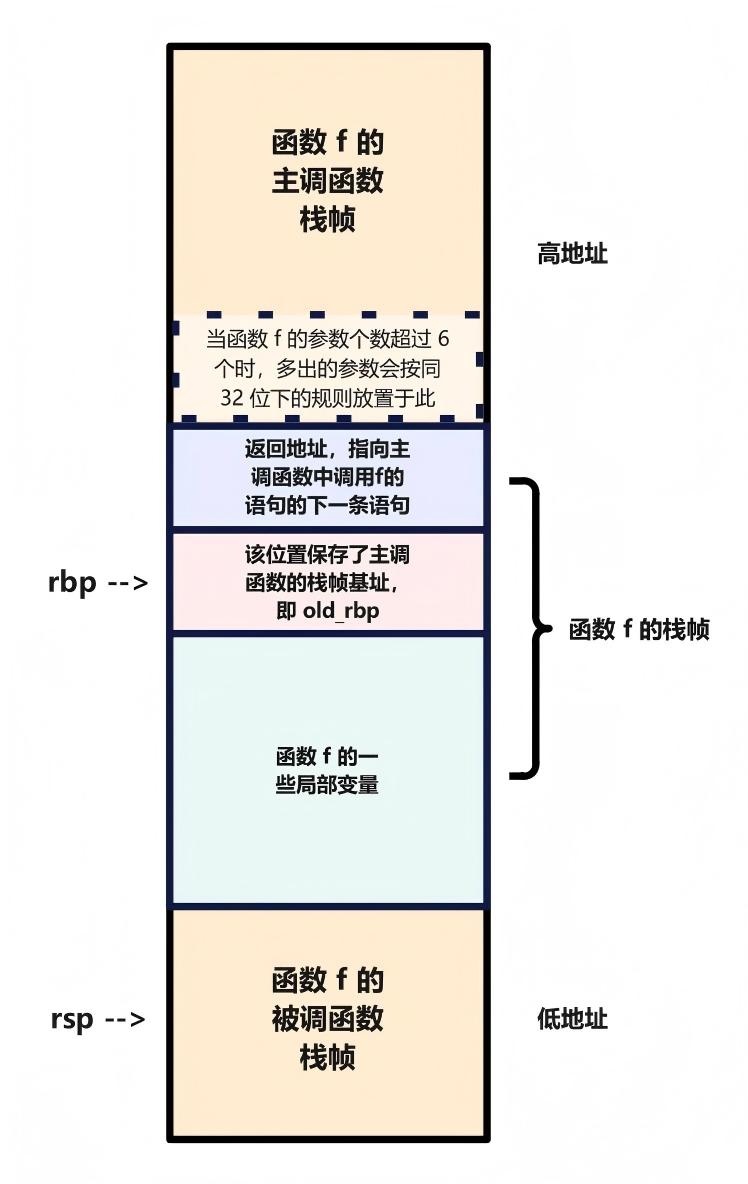 函数 f 的
主调函数
栈帧
高地址
当函数 f 的参数个数超过 6
个时，多出的参数会按同
32 位下的规则放置于此
返回地址，指向主
调函数中调用f的
语句的下一条语句
rbp -->
该位置保存了主调
函数的栈帧基址，
即 old_rbp
函数 f 的栈帧
函数 f 的一
些局部变量
函数 f 的
被调函数
栈帧
rsp -->
低地址